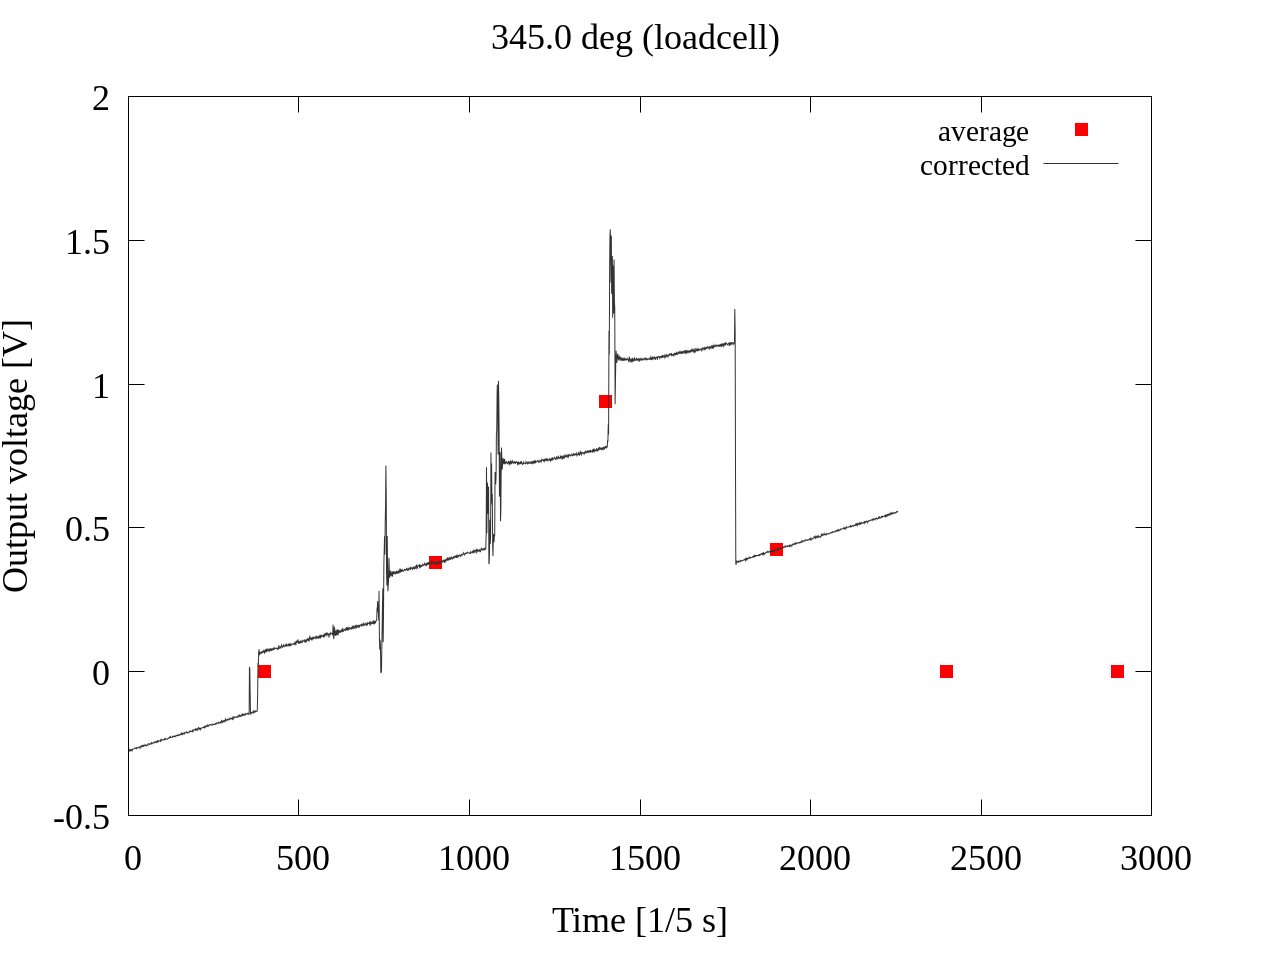 345.0 deg (loadcell)
average
corrected
2
1.5
1
0.5
0
-0.5
Output voltage [V]
0 500 1000 1500 2000 2500 3000
Time [1/5 s]